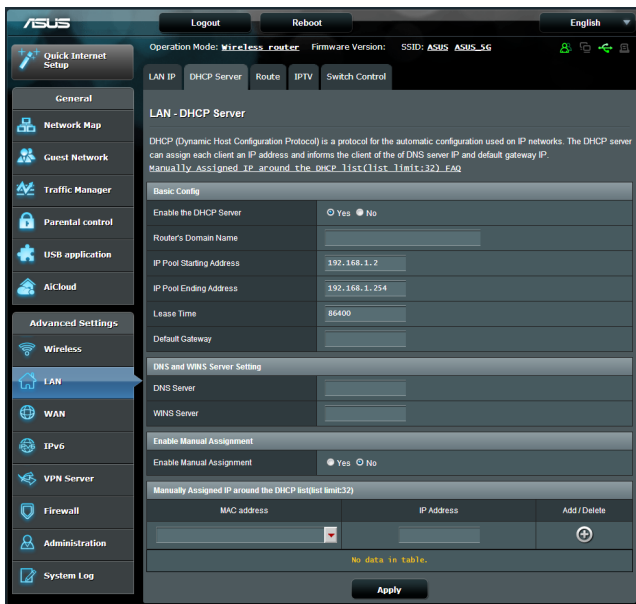 ASUS
Logout
Reboot
English
Quick Internet
Setup
Operation Mode: Wireless router Firmware Version: SSID: ASUS ASUS_5G
LAN IP
DHCP Server
Route
IPTV
Switch Control
General
Network Map
Guest Network
Traffic Manager
Parental control
USB application
AiCloud
Advanced Settings
Wireless
LAN
WAN
IPv6
VPN Server
Firewall
Administration
System Log
LAN - DHCP Server
DHCP (Dynamic Host Configuration Protocol) is a protocol for the automatic configuration used on IP networks. The DHCP server
can assign each client an IP address and informs the client of the of DNS server IP and default gateway IP.
Manually Assigned IP around the DHCP list(list limit:32) FAQ
Basic Config
Enable the DHCP Server Yes No
Router's Domain Name
IP Pool Starting Address 192.168.1.2
IP Pool Ending Address 192.168.1.254
Lease Time 86400
Default Gateway
DNS and WINS Server Setting
DNS Server
WINS Server
Enable Manual Assignment
Enable Manual Assignment Yes No
Manually Assigned IP around the DHCP list(list limit:32)
MAC address IP Address Add / Delete
No data in table.
Apply